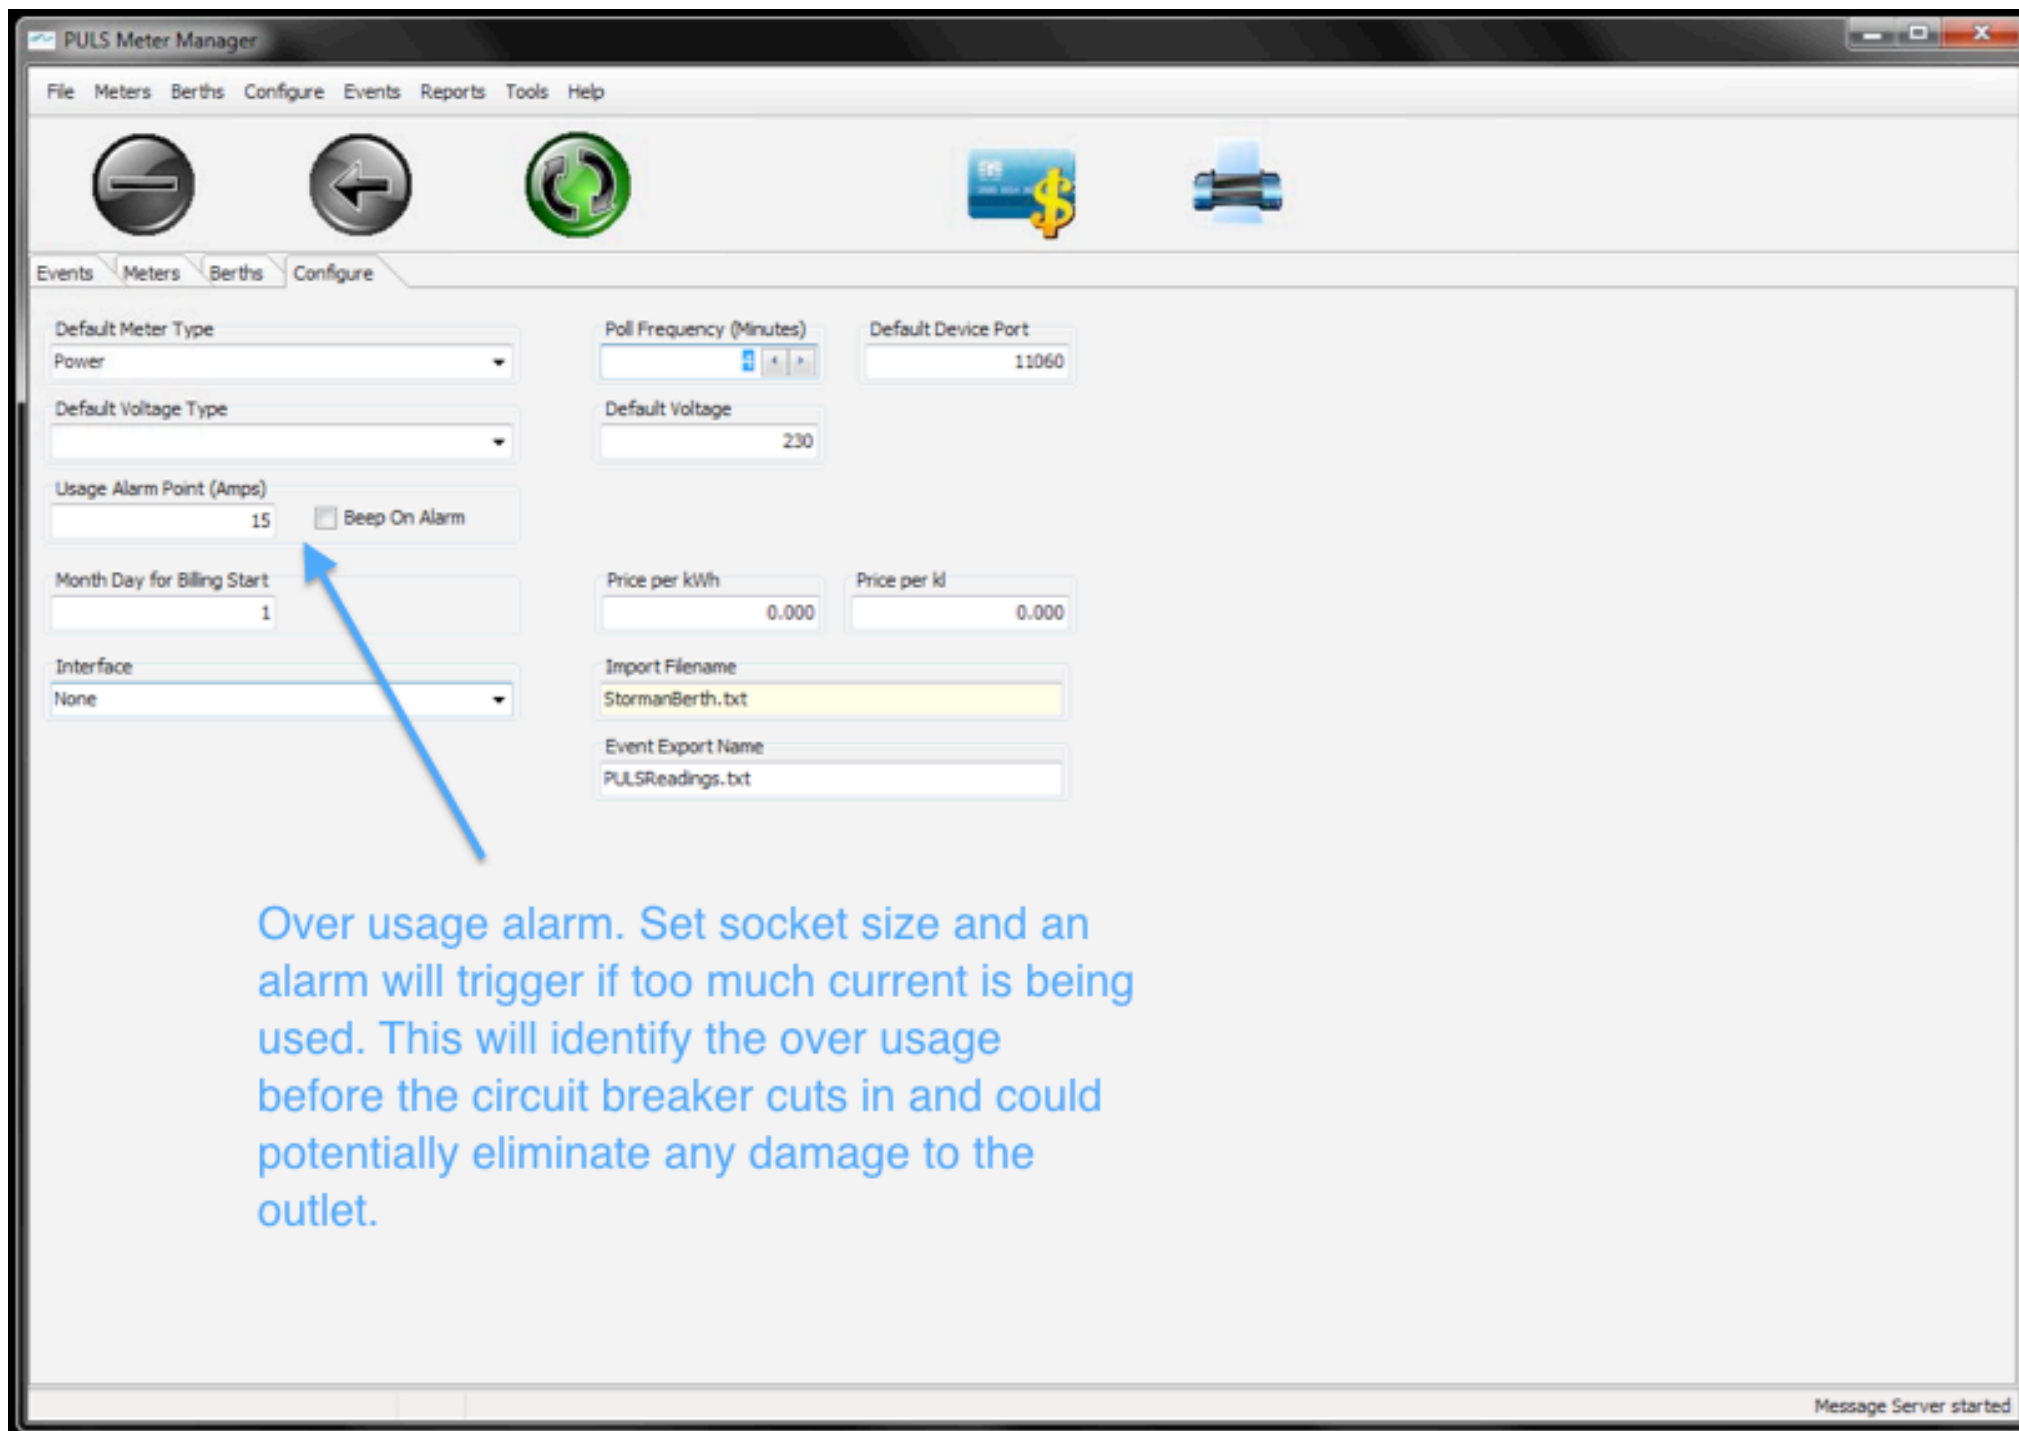 PULS Meter Manager
File Meters Berths Configure Events Reports Tools Help
Events Meters Berths Configure
Default Meter Type Poll Frequency (Minutes) Default Device Port
Power 4 11060
Default Voltage Type Default Voltage
230
Usage Alarm Point (Amps)
15 Beep On Alarm
Month Day for Billing Start Price per kWh Price per kl
1 0.000 0.000
Interface Import Filename
None StormanBerth.txt
Event Export Name
PULSReadings.txt
Over usage alarm. Set socket size and an
alarm will trigger if too much current is being
used. This will identify the over usage
before the circuit breaker cuts in and could
potentially eliminate any damage to the
outlet.
Message Server started